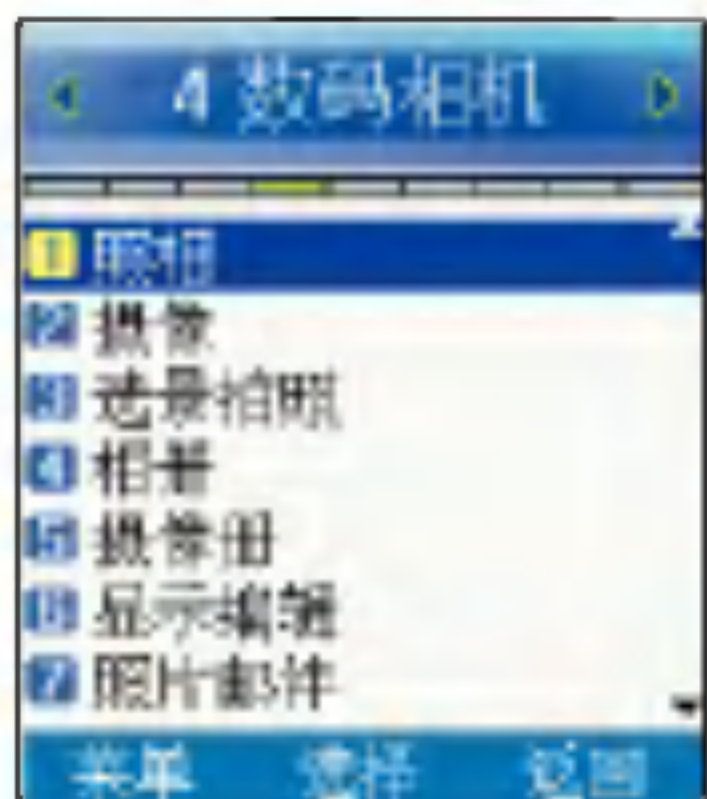 4 数码相机
1 照相
2 摄像
3 选景拍照
4 相册
5 摄像册
6 显示编辑
7 照片邮件
菜单 选择 返回